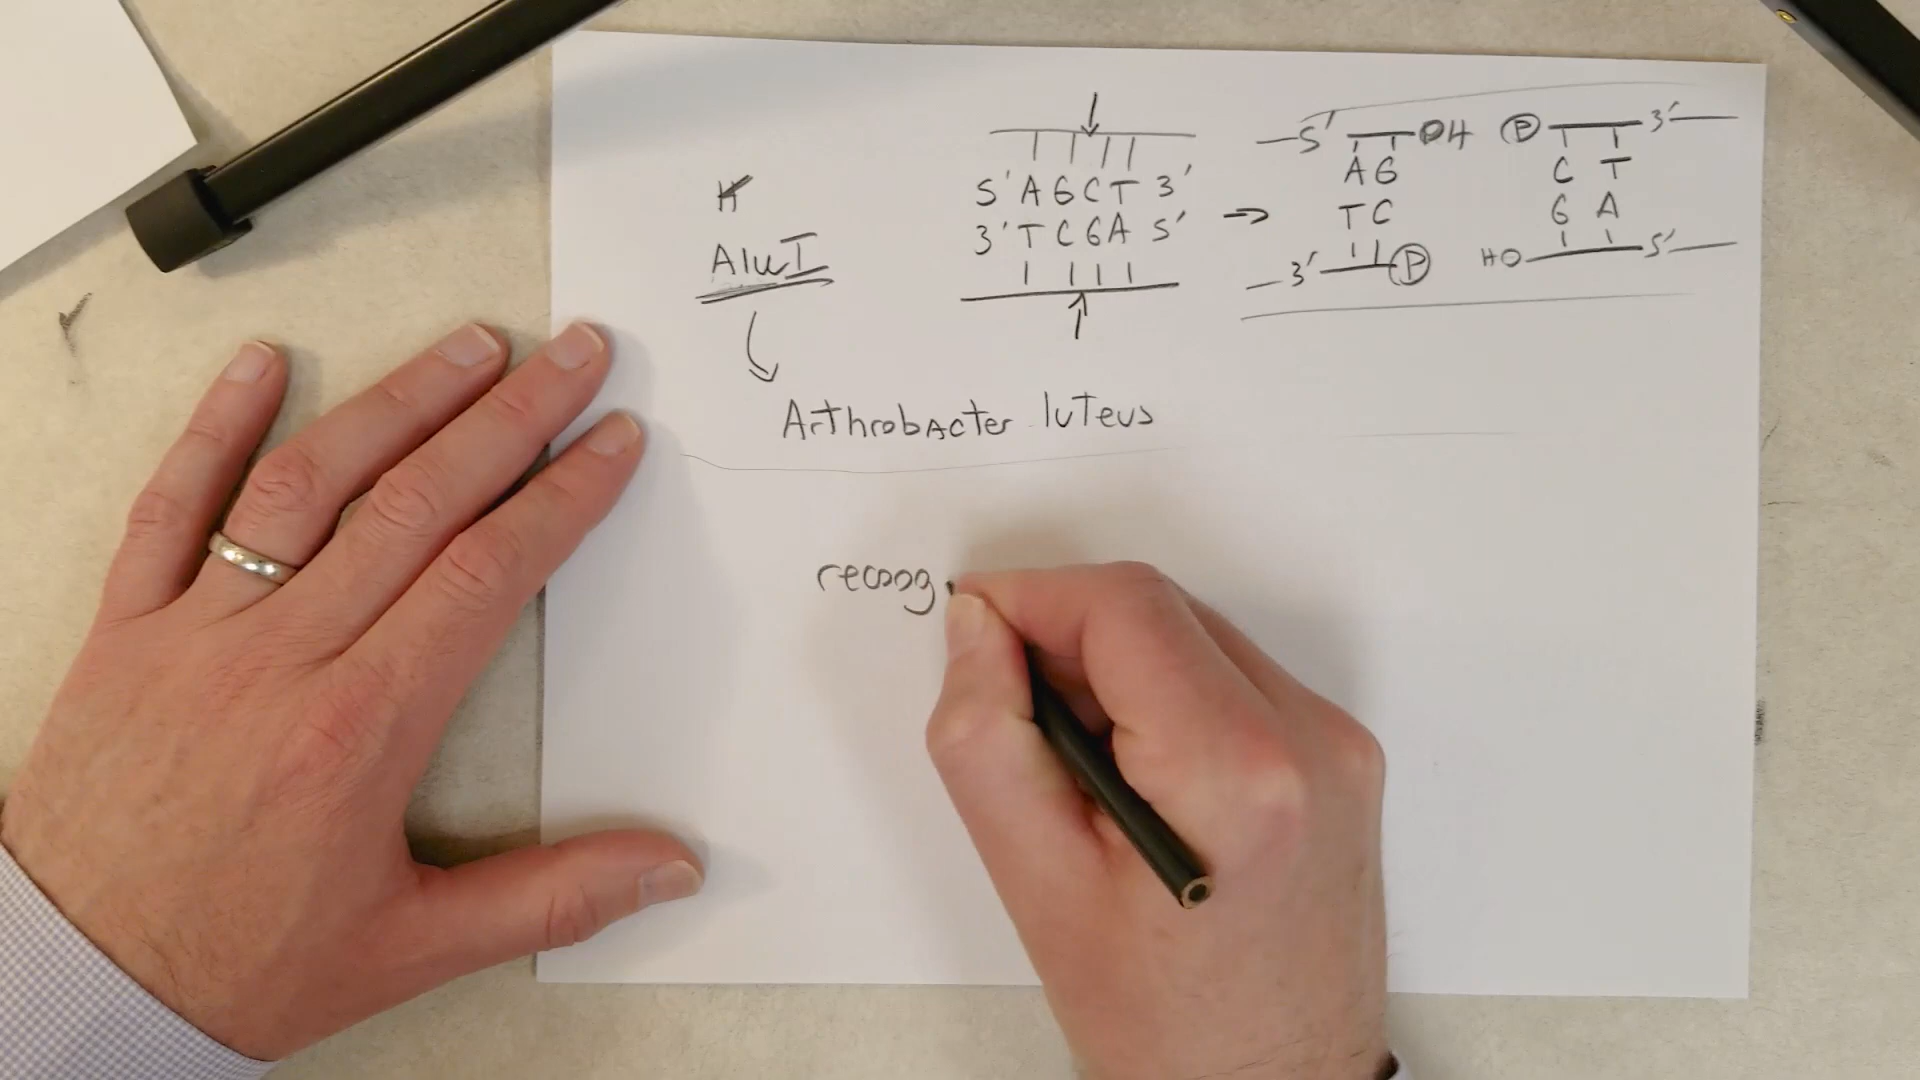 5' A G C T 3'
3' T C G A 5'
→
5' OH P 3'
A G C T
T C G A
3' P HO 5'
AluI
Arthrobacter luteus
recog